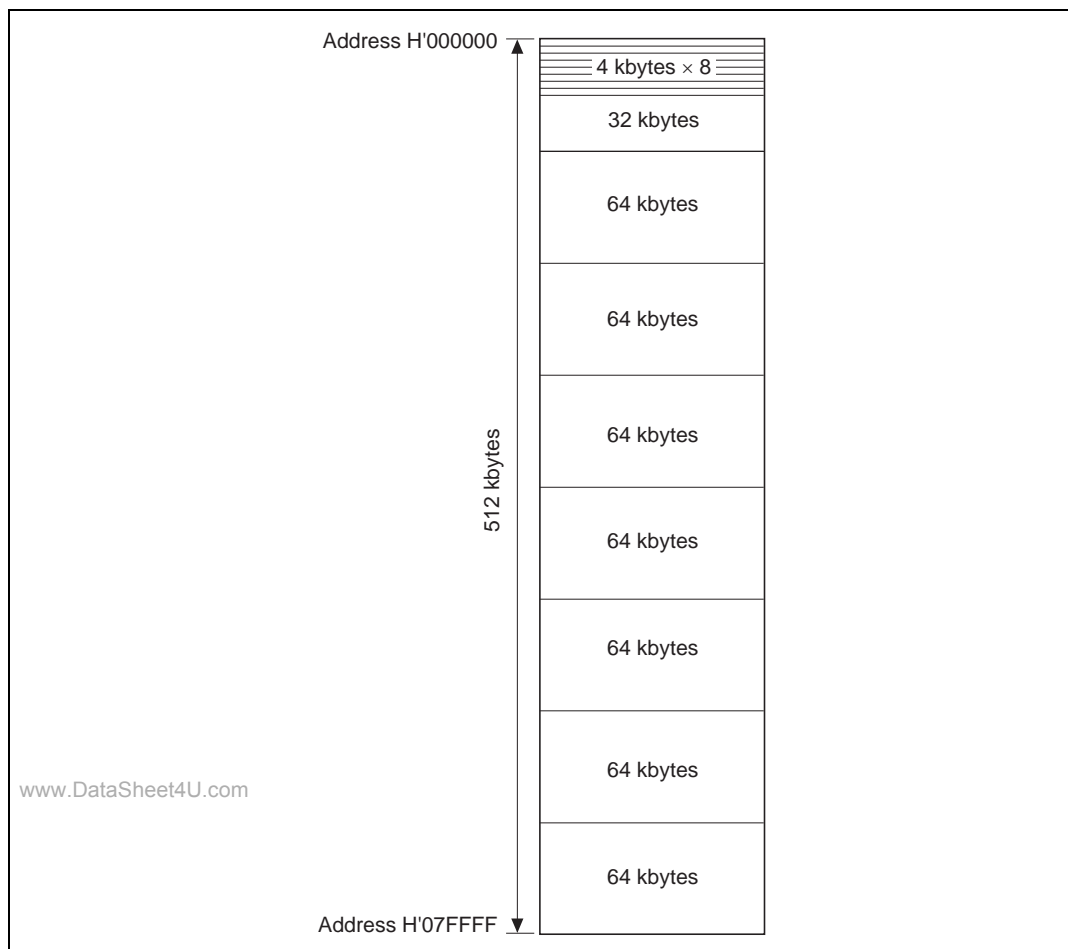 Address H'000000
4 kbytes × 8
32 kbytes
64 kbytes
64 kbytes
64 kbytes
512 kbytes
64 kbytes
64 kbytes
64 kbytes
www.DataSheet4U.com
64 kbytes
Address H'07FFFF